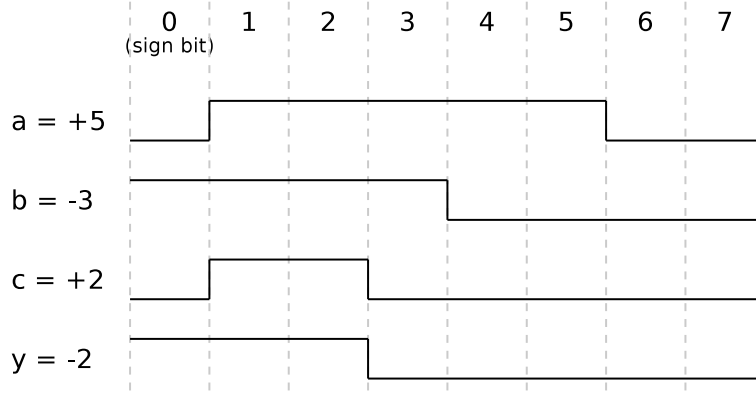 0 1 2 3 4 5 6 7
(sign bit)
a = +5
b = -3
c = +2
y = -2